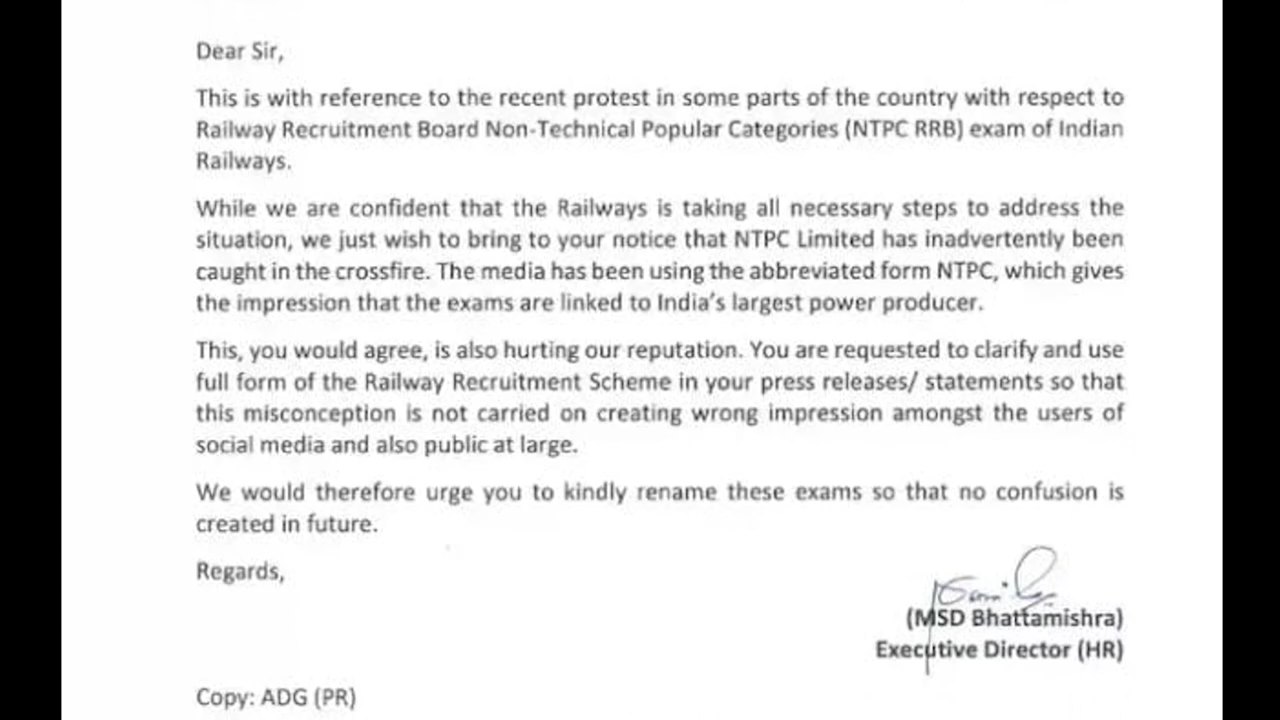 Dear Sir,
This is with reference to the recent protest in some parts of the country with respect to
Railway Recruitment Board Non-Technical Popular Categories (NTPC RRB) exam of Indian
Railways.
While we are confident that the Railways is taking all necessary steps to address the
situation, we just wish to bring to your notice that NTPC Limited has inadvertently been
caught in the crossfire. The media has been using the abbreviated form NTPC, which gives
the impression that the exams are linked to India's largest power producer.
This, you would agree, is also hurting our reputation. You are requested to clarify and use
full form of the Railway Recruitment Scheme in your press releases/ statements so that
this misconception is not carried on creating wrong impression amongst the users of
social media and also public at large.
We would therefore urge you to kindly rename these exams so that no confusion is
created in future.
Regards,
(MSD Bhattamishra)
Executive Director (HR)
Copy: ADG (PR)